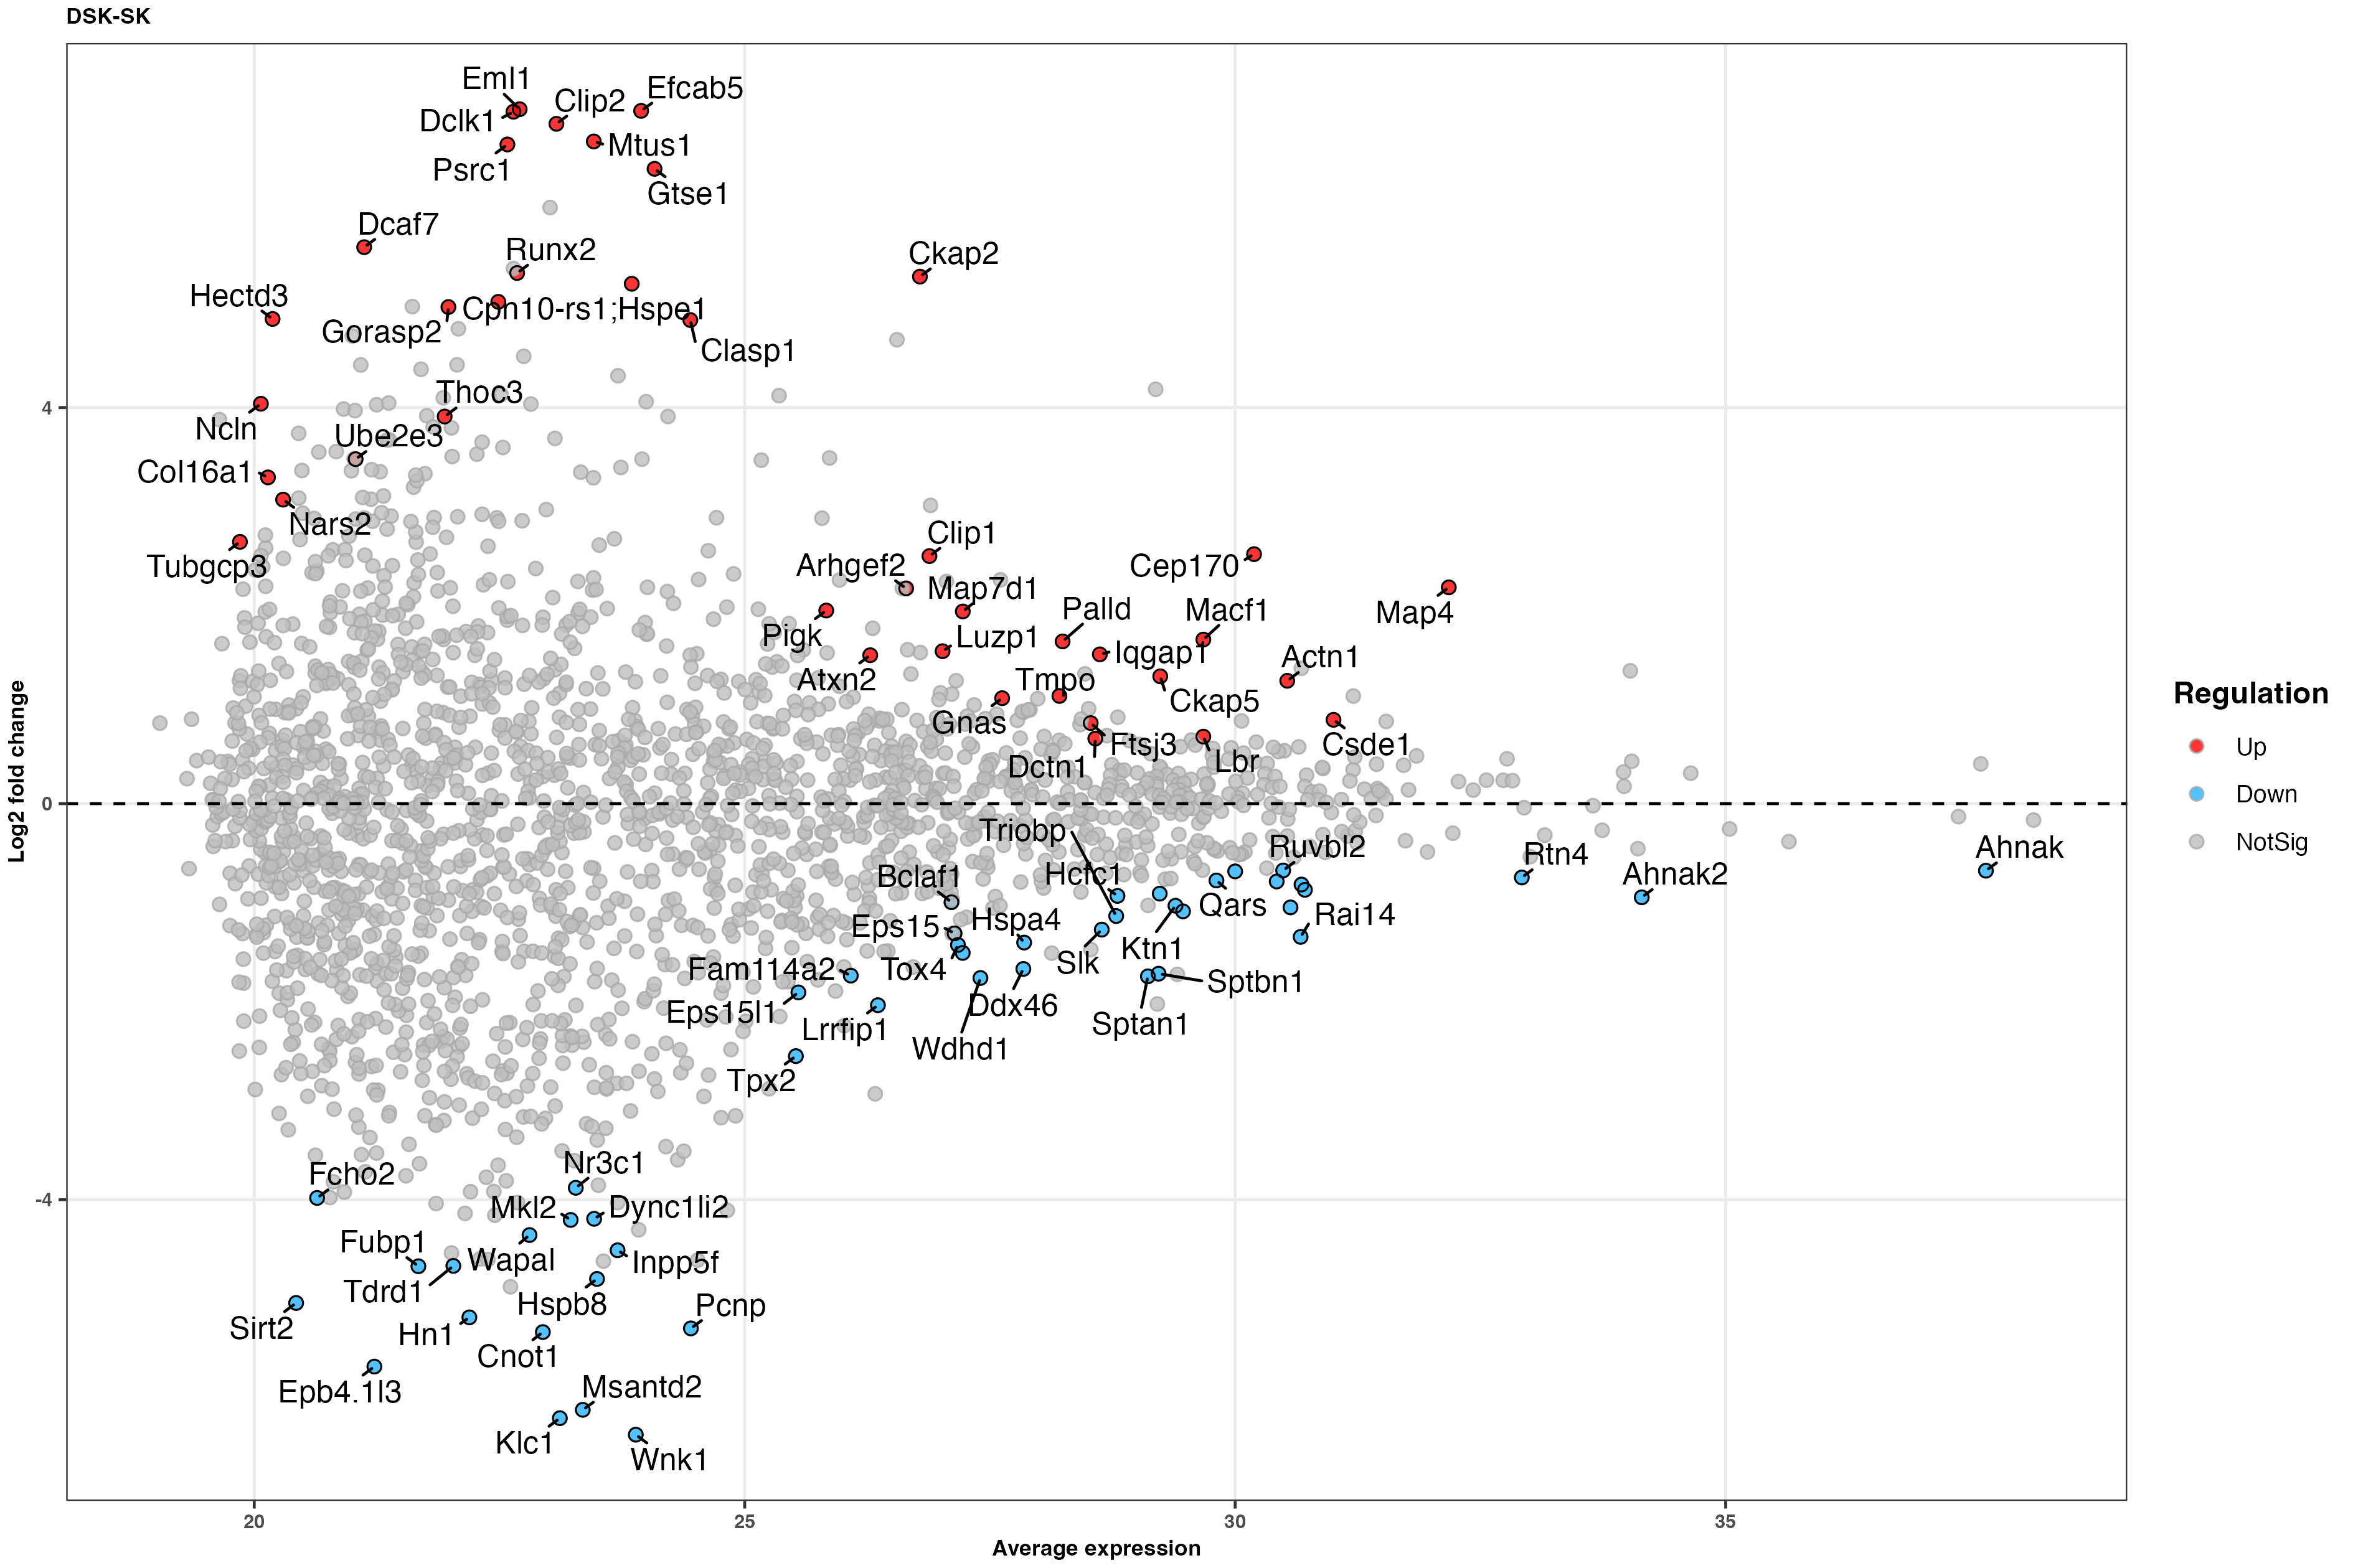 DSK-SK
Eml1
Efcab5
Clip2
Dclk1
Mtus1
Psrc1
Gtse1
Dcaf7
Runx2
Ckap2
Hectd3
Cpn10-rs1;Hspe1
Gorasp2
Clasp1
Thoc3
4
Ncln
Ube2e3
Col16a1
Nars2
Clip1
Tubgcp3
Arhgef2
Cep170
Map7d1
Palld
Macf1
Map4
Pigk
Luzp1
Iqgap1
Actn1
Atxn2
Tmpo
Ckap5
Gnas
Ftsj3
Csde1
Lbr
Dctn1
0
Triobp
Ruvbl2
Ahnak
Rtn4
Bclaf1
Hcfc1
Ahnak2
Qars
Rai14
Eps15
Hspa4
Ktn1
Slk
Fam114a2
Tox4
Sptbn1
Eps15l1
Ddx46
Lrrfip1
Sptan1
Wdhd1
Tpx2
Nr3c1
Fcho2
-4
Mkl2
Dync1li2
Fubp1
Wapal
Inpp5f
Tdrd1
Hspb8
Pcnp
Sirt2
Hn1
Cnot1
Epb4.1l3
Msantd2
Klc1
Wnk1
20
25
30
35
Average expression
Log2 fold change
Regulation
Up
Down
NotSig